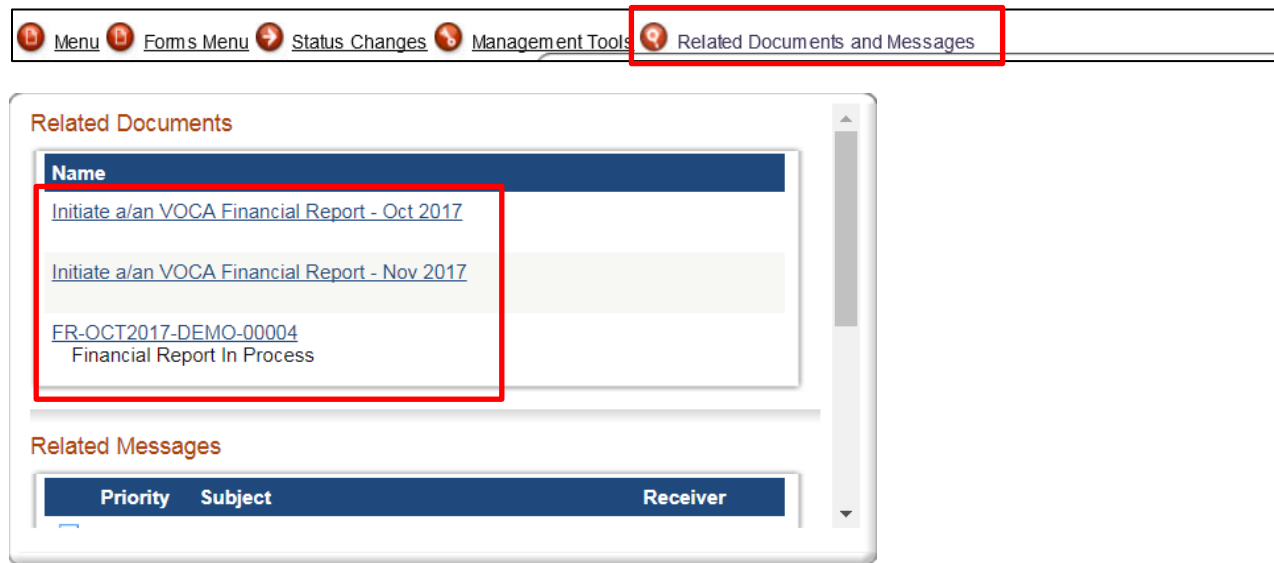 Menu Forms Menu Status Changes Management Tools Related Documents and Messages
Related Documents
Name
Initiate a/an VOCA Financial Report - Oct 2017
Initiate a/an VOCA Financial Report - Nov 2017
FR-OCT2017-DEMO-00004
Financial Report In Process
Related Messages
Priority Subject Receiver